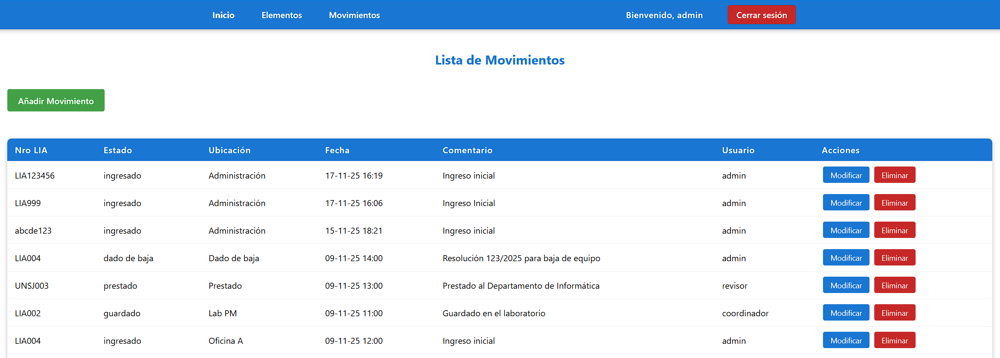 Inicio Elementos Movimientos Bienvenido, admin Cerrar sesión
Lista de Movimientos
Añadir Movimiento
Nro LIA Estado Ubicación Fecha Comentario Usuario Acciones
LIA123456 ingresado Administración 17-11-25 16:19 Ingreso inicial admin Modificar Eliminar
LIA999 ingresado Administración 17-11-25 16:06 Ingreso Inicial admin Modificar Eliminar
abcde123 ingresado Administración 15-11-25 18:21 Ingreso inicial admin Modificar Eliminar
LIA004 dado de baja Dado de baja 09-11-25 14:00 Resolución 123/2025 para baja de equipo admin Modificar Eliminar
UNSJ003 prestado Prestado 09-11-25 13:00 Prestado al Departamento de Informática revisor Modificar Eliminar
LIA002 guardado Lab PM 09-11-25 11:00 Guardado en el laboratorio coordinador Modificar Eliminar
LIA004 ingresado Oficina A 09-11-25 12:00 Ingreso inicial admin Modificar Eliminar